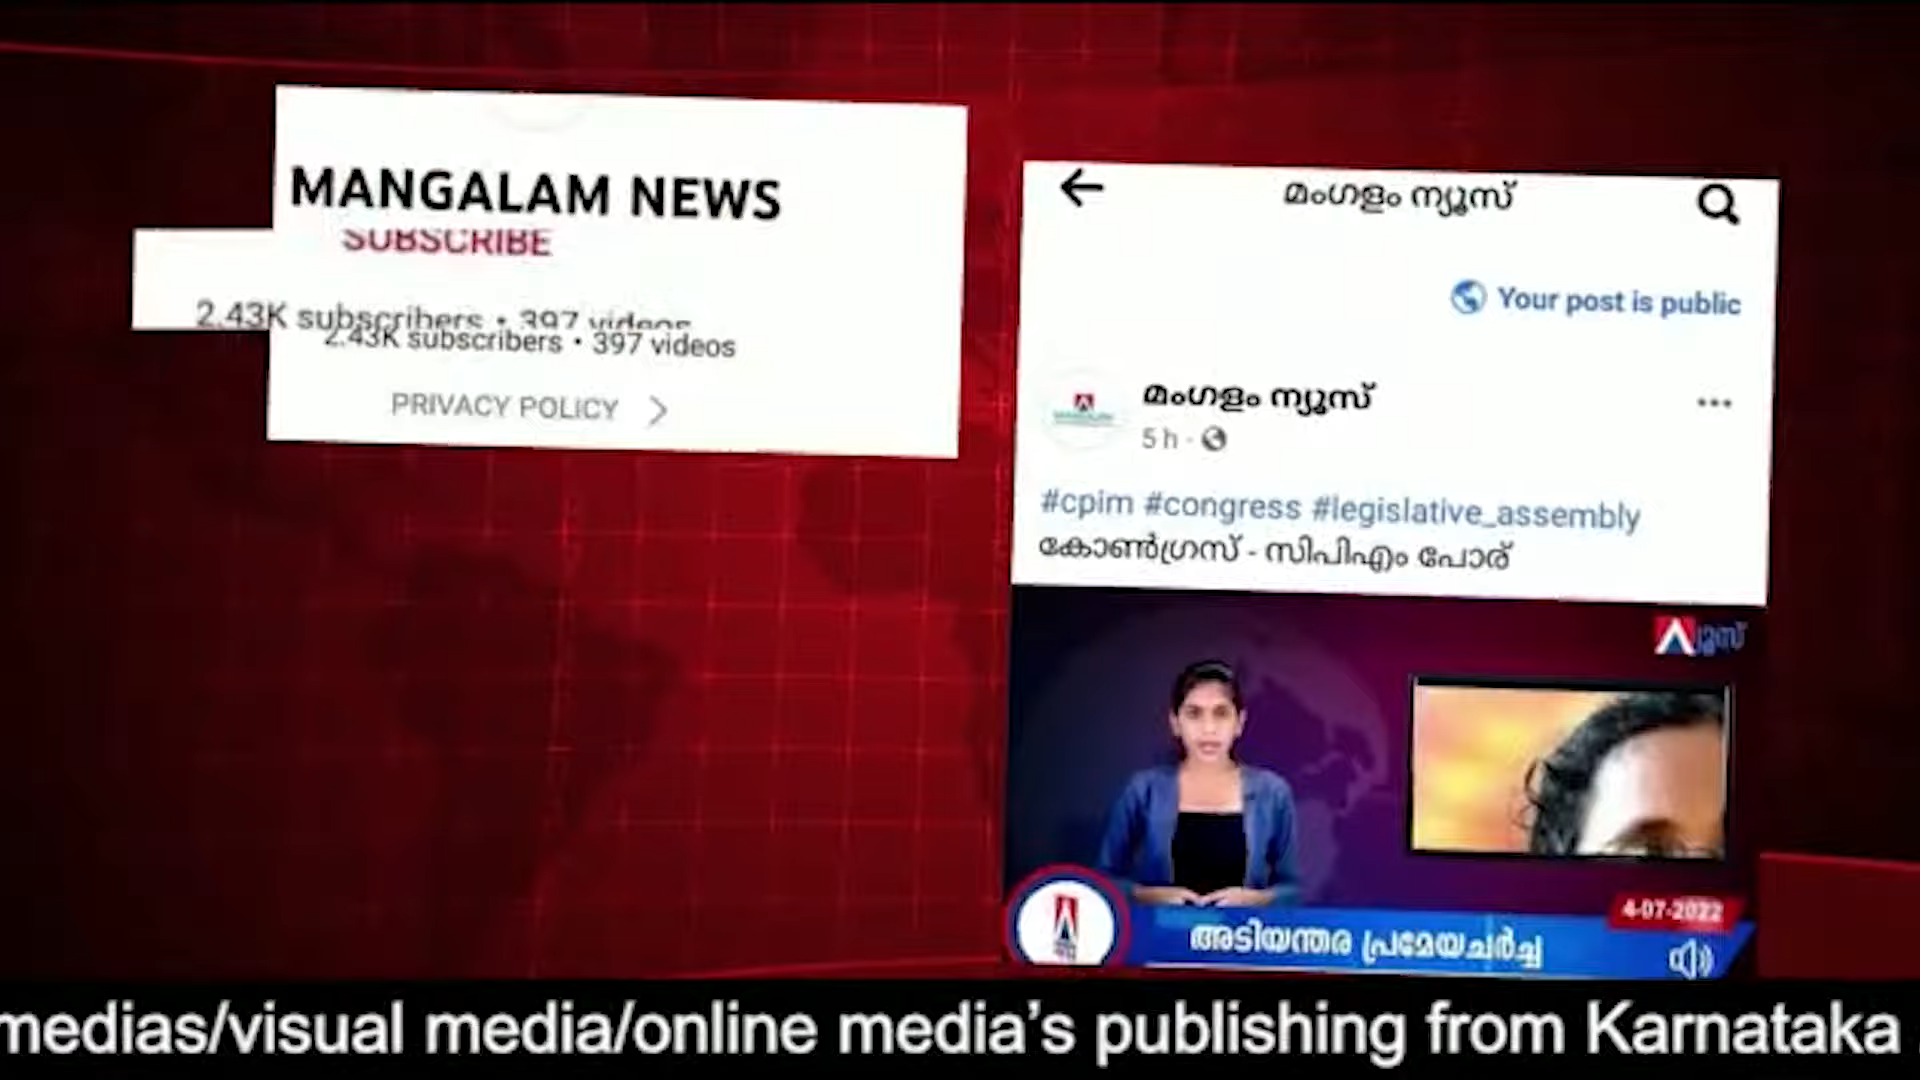 MANGALAM NEWS
SUBSCRIBE
2.43K subscribers • 397 videos
2.43K subscribers • 397 videos
PRIVACY POLICY
മംഗളം ന്യൂസ്
Your post is public
മംഗളം ന്യൂസ്
5 h
#cpim #congress #legislative_assembly
കോൺഗ്രസ് - സിപിഎം പോര്
4-07-2022
അടിയന്തര പ്രമേയചർച്ച
medias/visual media/online media's publishing from Karnataka